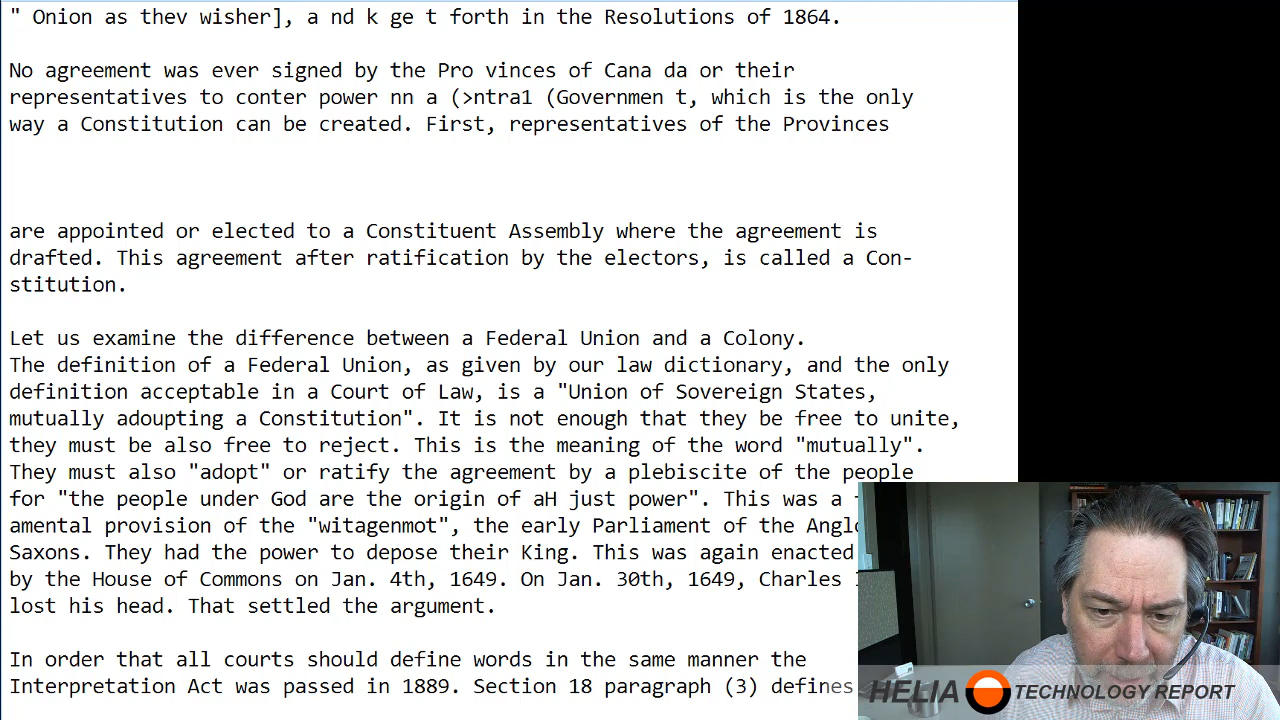 " Onion as thev wisher], a nd k ge t forth in the Resolutions of 1864.
No agreement was ever signed by the Pro vinces of Cana da or their
representatives to conter power nn a (>ntra1 (Governmen t, which is the only
way a Constitution can be created. First, representatives of the Provinces
are appointed or elected to a Constituent Assembly where the agreement is
drafted. This agreement after ratification by the electors, is called a Con-
stitution.
Let us examine the difference between a Federal Union and a Colony.
The definition of a Federal Union, as given by our law dictionary, and the only
definition acceptable in a Court of Law, is a "Union of Sovereign States,
mutually adoupting a Constitution". It is not enough that they be free to unite,
they must be also free to reject. This is the meaning of the word "mutually".
They must also "adopt" or ratify the agreement by a plebiscite of the people
for "the people under God are the origin of aH just power". This was a
amental provision of the "witagenmot", the early Parliament of the Anglo
Saxons. They had the power to depose their King. This was again enacted
by the House of Commons on Jan. 4th, 1649. On Jan. 30th, 1649, Charles
lost his head. That settled the argument.
In order that all courts should define words in the same manner the
Interpretation Act was passed in 1889. Section 18 paragraph (3) defines
HELIA TECHNOLOGY REPORT